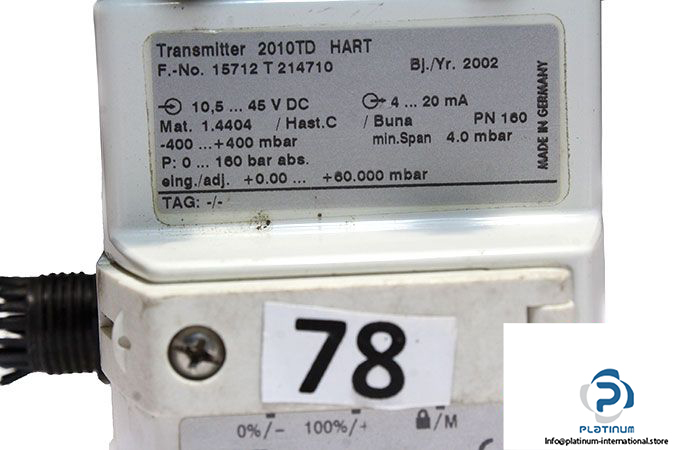 Transmitter 2010TD HART
F.-No. 15712 T 214710 Bj./Yr. 2002
10,5 ... 45 V DC 4 ... 20 mA
Mat. 1.4404 / Hast.C / Buna PN 160
-400 ... +400 mbar min.Span 4.0 mbar
P: 0 ... 160 bar abs.
eing./adj. +0.00 ... +60.000 mbar
TAG: -/-
MADE IN GERMANY
78
0%/- 100%/+ /M
PLATINUM
Info@platinum-international.store